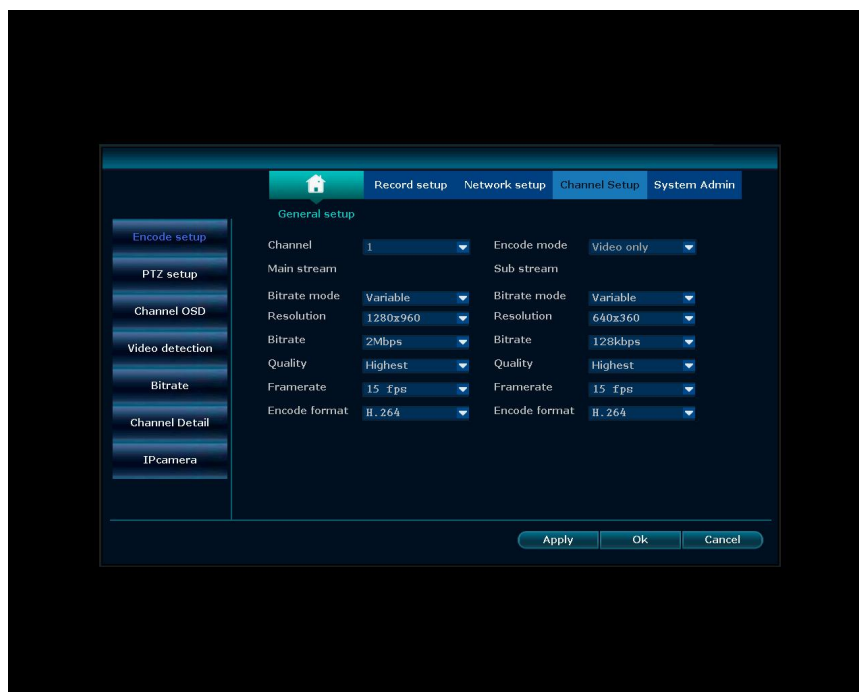 Record setup Network setup Channel Setup System Admin
General setup
Encode setup
PTZ setup
Channel OSD
Video detection
Bitrate
Channel Detail
IPcamera
Channel 1 Encode mode Video only
Main stream Sub stream
Bitrate mode Variable Bitrate mode Variable
Resolution 1280x960 Resolution 640x360
Bitrate 2Mbps Bitrate 128kbps
Quality Highest Quality Highest
Framerate 15 fps Framerate 15 fps
Encode format H.264 Encode format H.264
Apply Ok Cancel